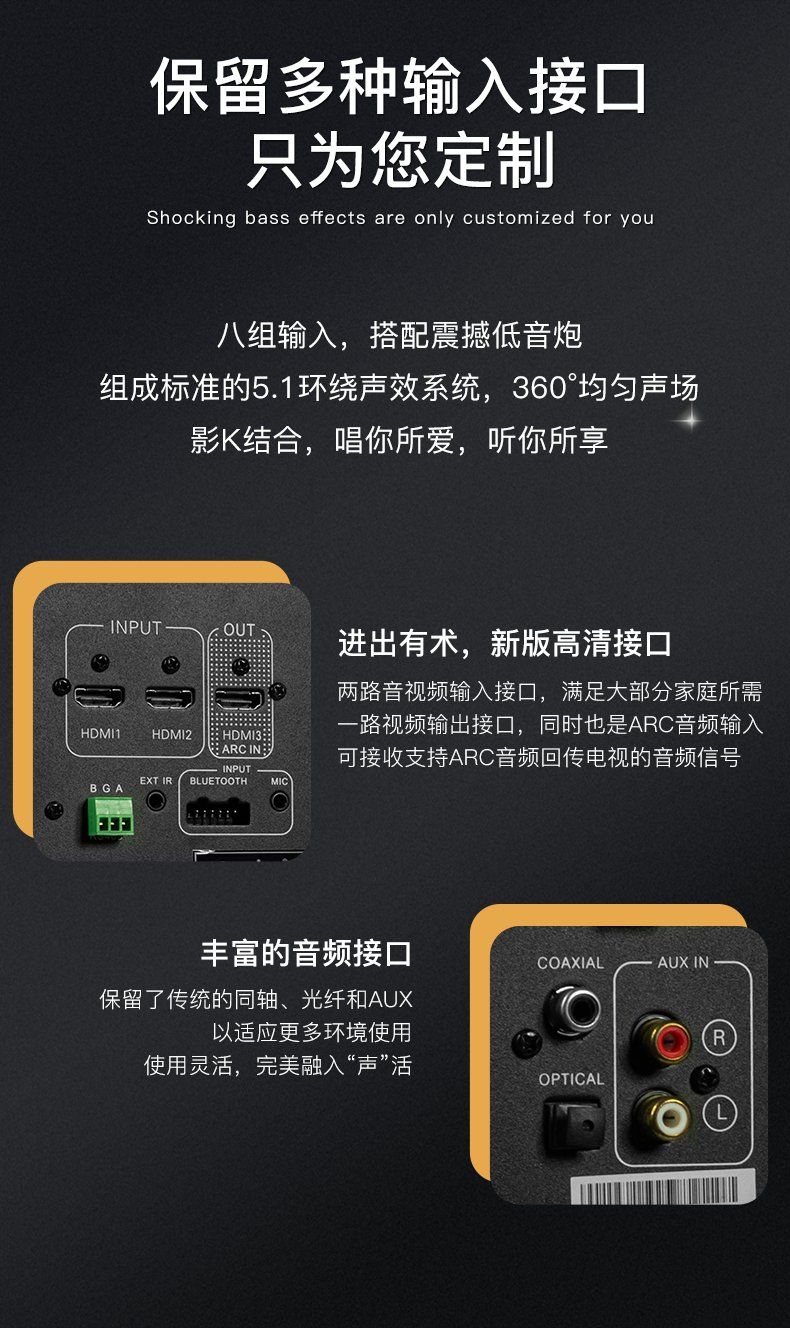 保留多种输入接口
只为您定制
Shocking bass effects are only customized for you
八组输入，搭配震撼低音炮
组成标准的5.1环绕声效系统，360°均匀声场
影K结合，唱你所爱，听你所享
INPUT
OUT
HDMI1
HDMI2
HDMI3
ARC IN
B G A
EXT IR
INPUT
BLUETOOTH
MIC
进出有术，新版高清接口
两路音视频输入接口，满足大部分家庭所需
一路视频输出接口，同时也是ARC音频输入
可接收支持ARC音频回传电视的音频信号
丰富的音频接口
保留了传统的同轴、光纤和AUX
以适应更多环境使用
使用灵活，完美融入“声”活
COAXIAL
AUX IN
R
OPTICAL
L